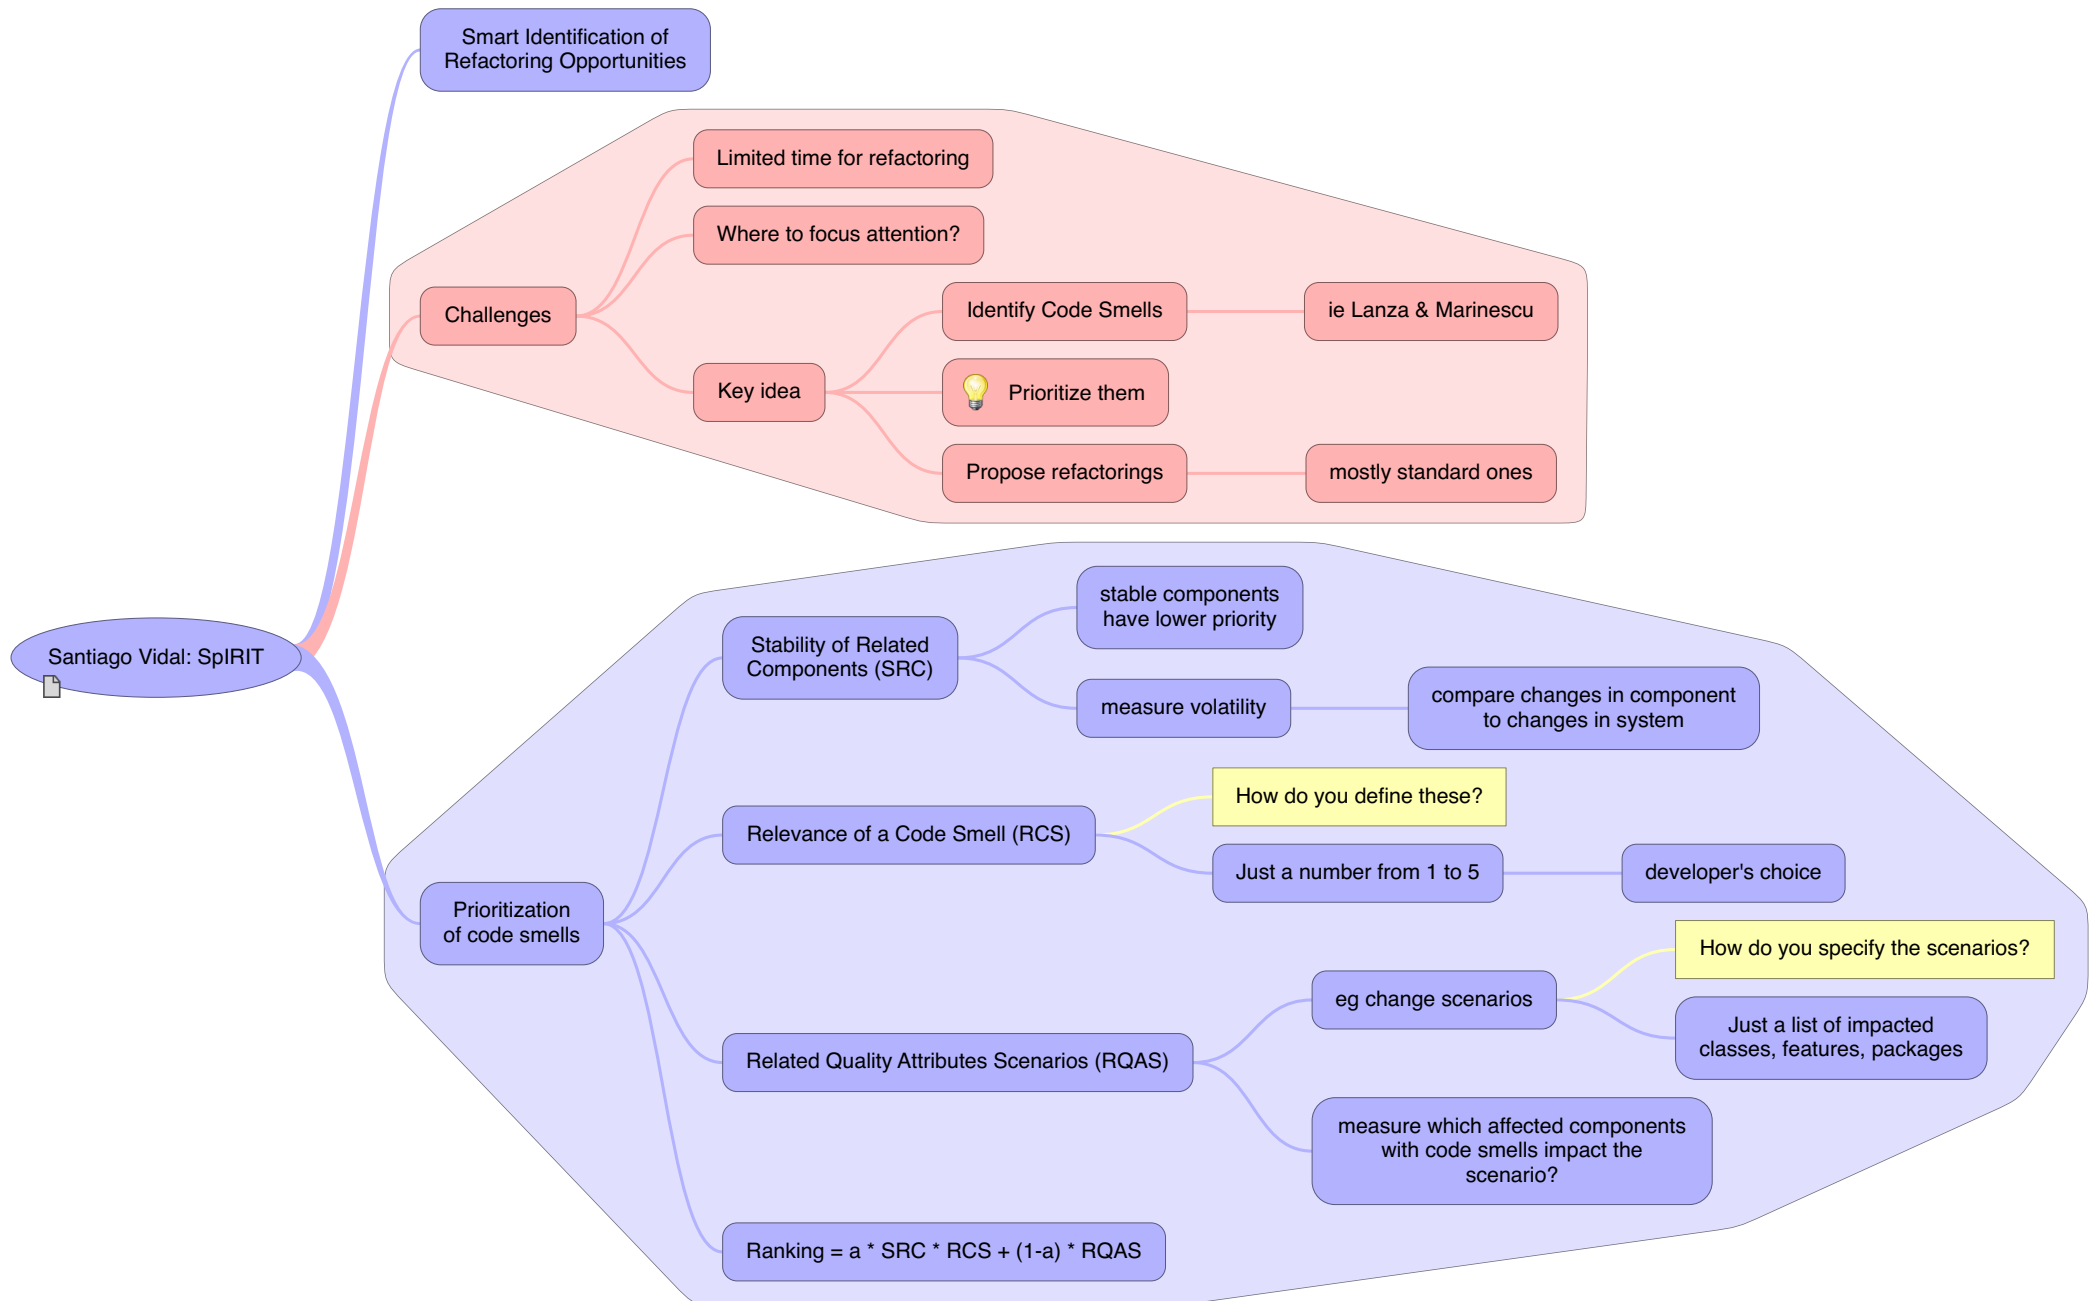 Smart Identification of
Refactoring Opportunities
Limited time for refactoring
Where to focus attention?
Challenges
Identify Code Smells
ie Lanza & Marinescu
Key idea
Prioritize them
Propose refactorings
mostly standard ones
Santiago Vidal: SpIRIT
stable components
have lower priority
Stability of Related
Components (SRC)
measure volatility
compare changes in component
to changes in system
How do you define these?
Relevance of a Code Smell (RCS)
Just a number from 1 to 5
developer's choice
Prioritization
of code smells
How do you specify the scenarios?
eg change scenarios
Just a list of impacted
classes, features, packages
Related Quality Attributes Scenarios (RQAS)
measure which affected components
with code smells impact the
scenario?
Ranking = a * SRC * RCS + (1-a) * RQAS